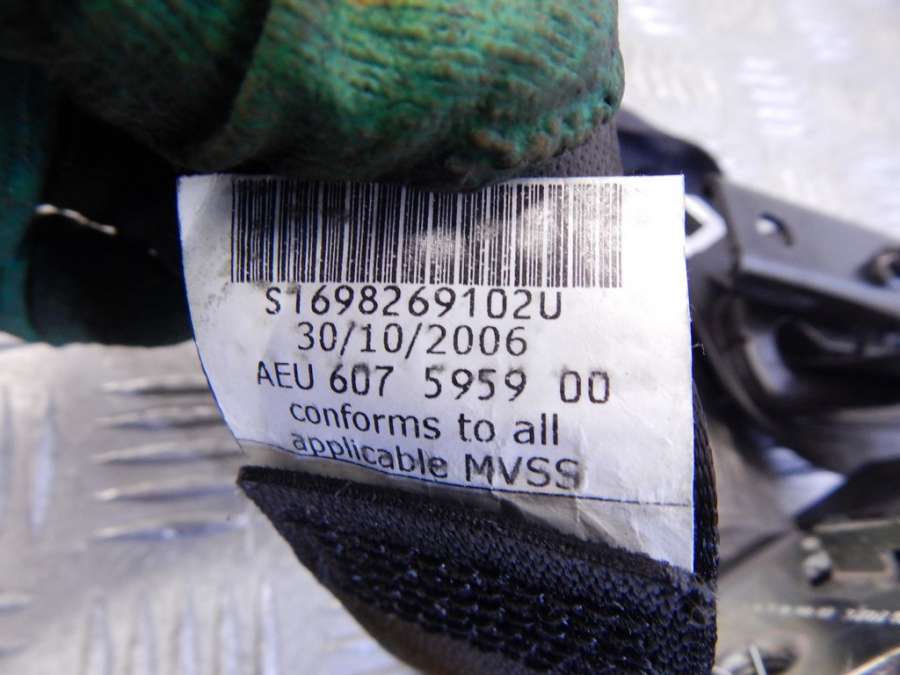 S1698269102U
30/10/2006
AEU 607 5959 00
conforms to all
applicable MVSS